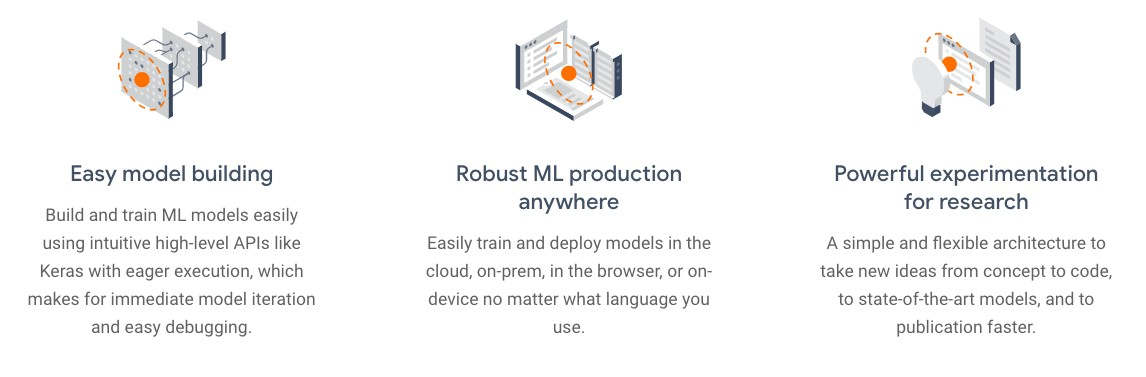 Easy model building
Build and train ML models easily
using intuitive high-level APIs like
Keras with eager execution, which
makes for immediate model iteration
and easy debugging.
Robust ML production
anywhere
Easily train and deploy models in the
cloud, on-prem, in the browser, or on-
device no matter what language you
use.
Powerful experimentation
for research
A simple and flexible architecture to
take new ideas from concept to code,
to state-of-the-art models, and to
publication faster.